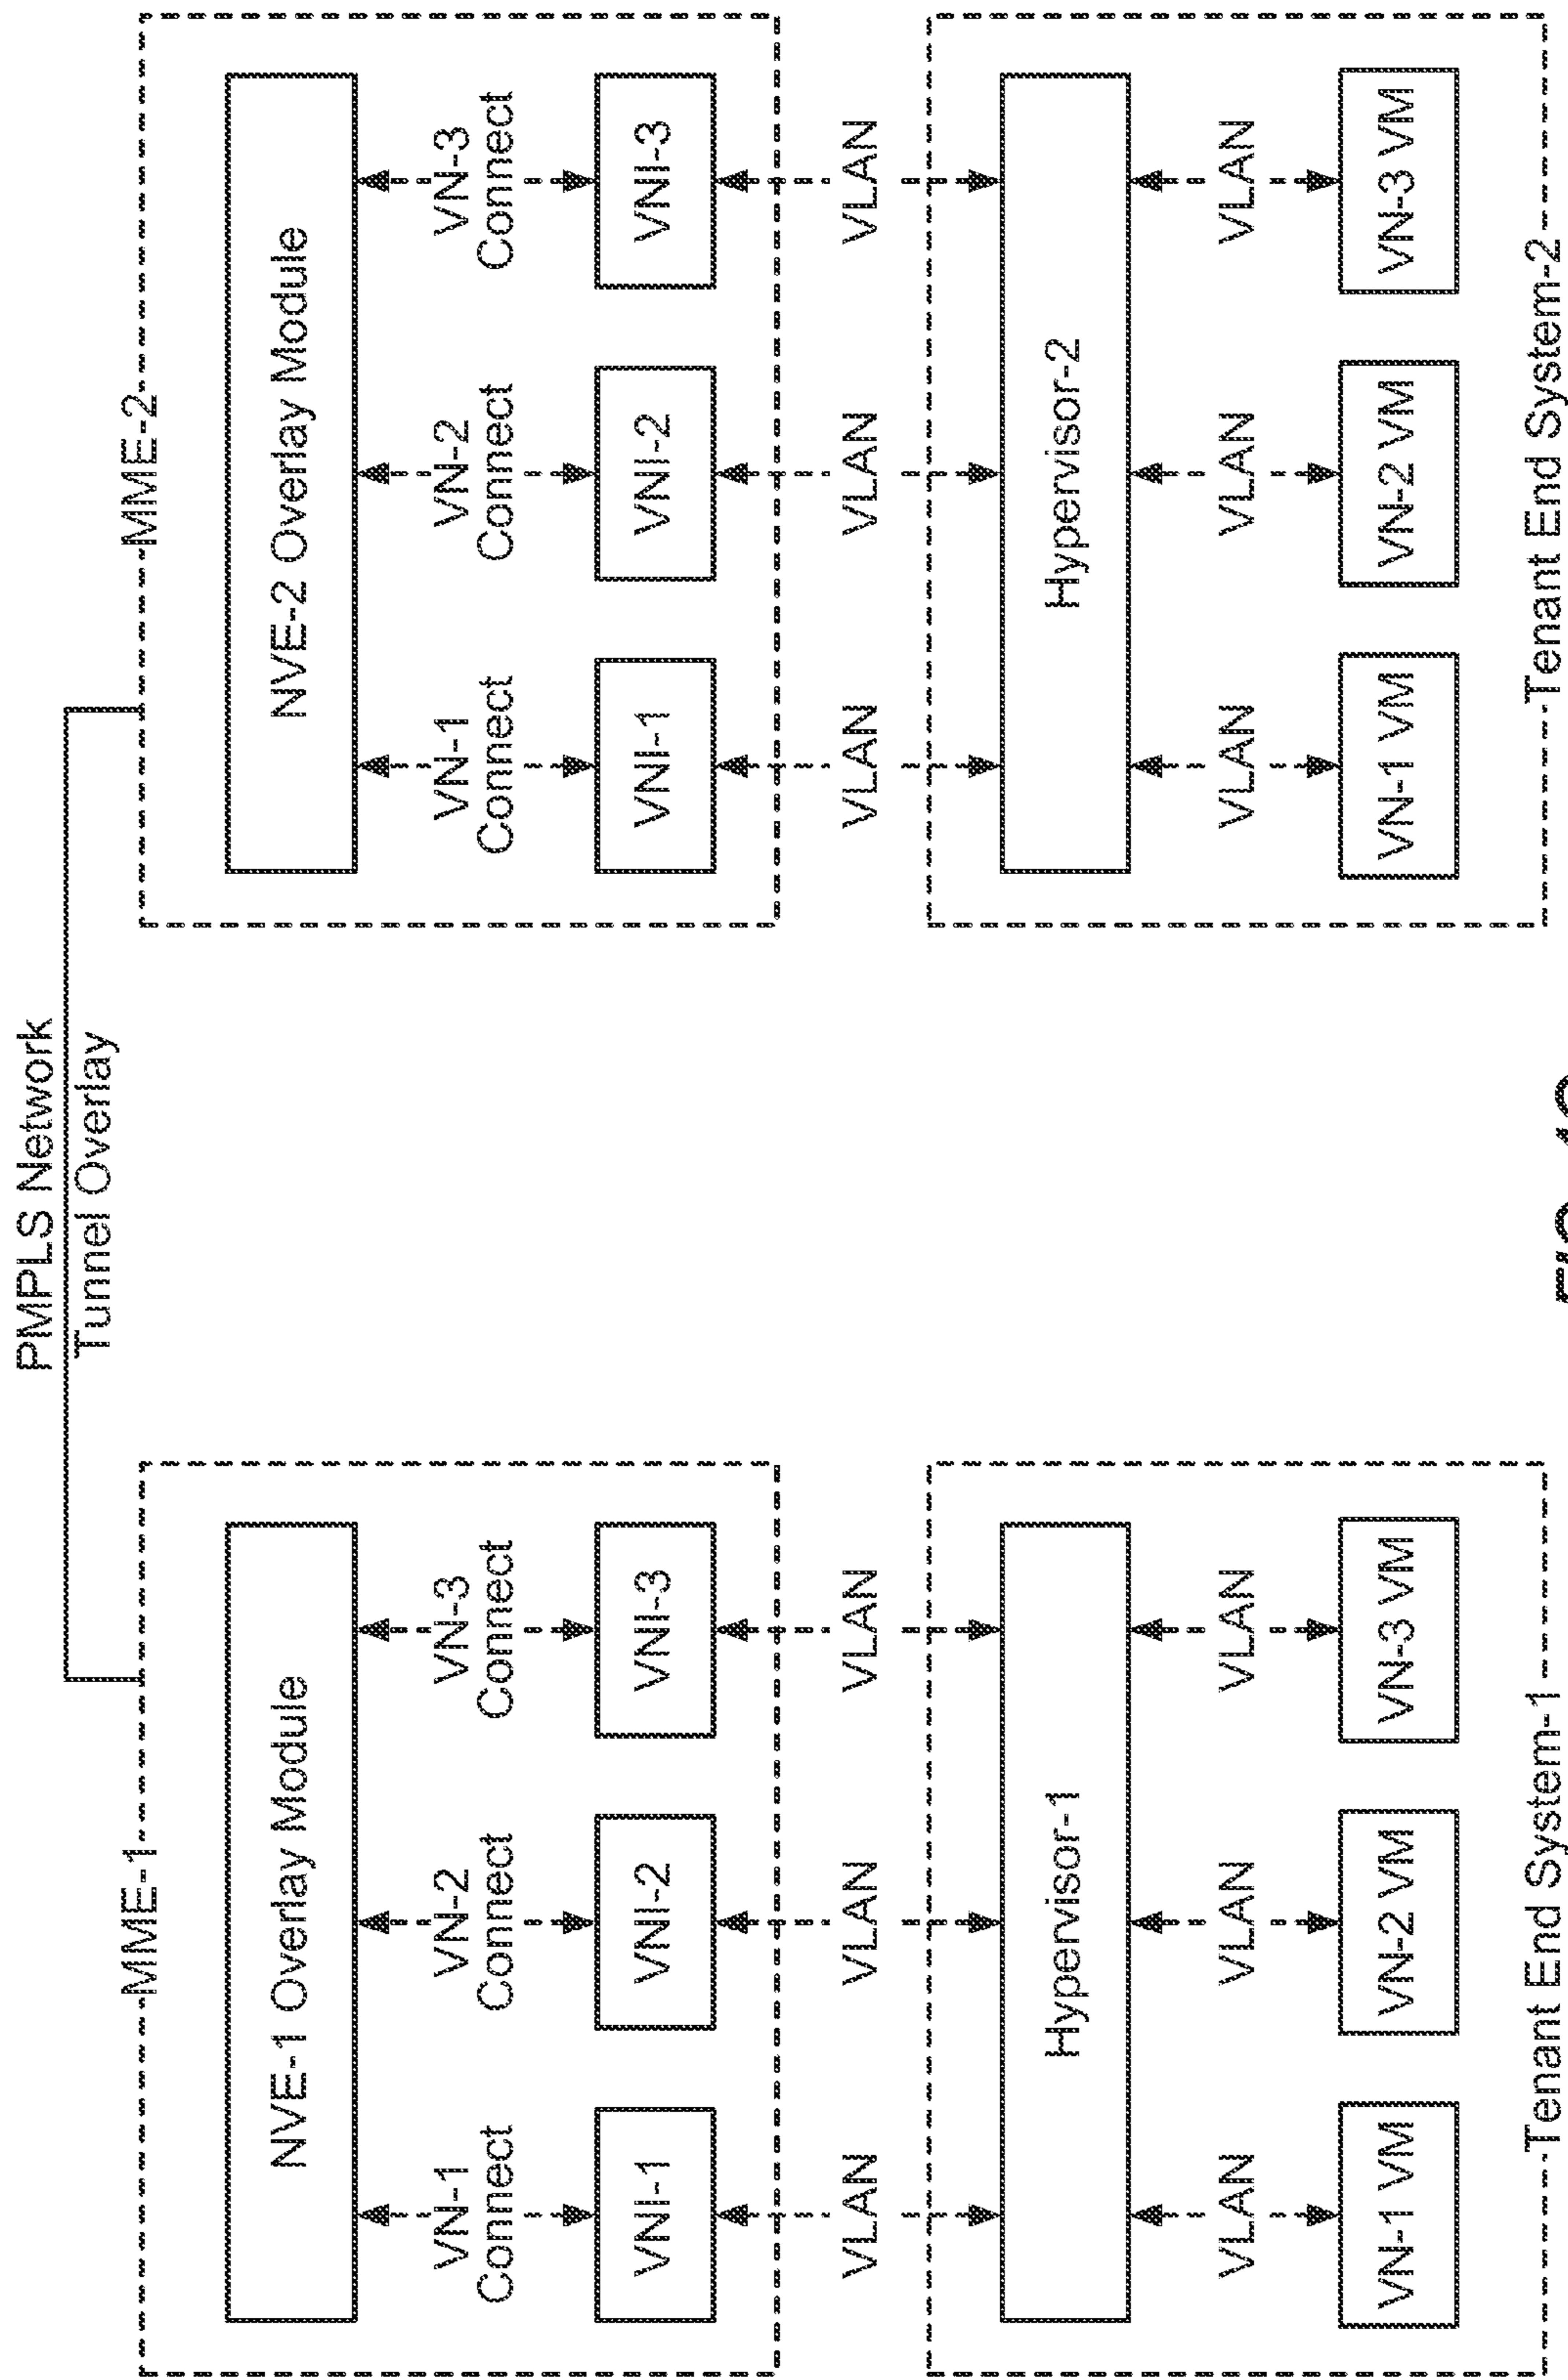 PMPLS Network
Tunnel Overlay
MME-1
NVE-1 Overlay Module
VN-1
Connect
VN-2
Connect
VN-3
Connect
VNI-1
VNI-2
VNI-3
VLAN
VLAN
VLAN
Hypervisor-1
VLAN
VLAN
VLAN
VN-1 VM
VN-2 VM
VN-3 VM
Tenant End System-1
MME-2
NVE-2 Overlay Module
VN-1
Connect
VN-2
Connect
VN-3
Connect
VNI-1
VNI-2
VNI-3
VLAN
VLAN
VLAN
Hypervisor-2
VLAN
VLAN
VLAN
VN-1 VM
VN-2 VM
VN-3 VM
Tenant End System-2